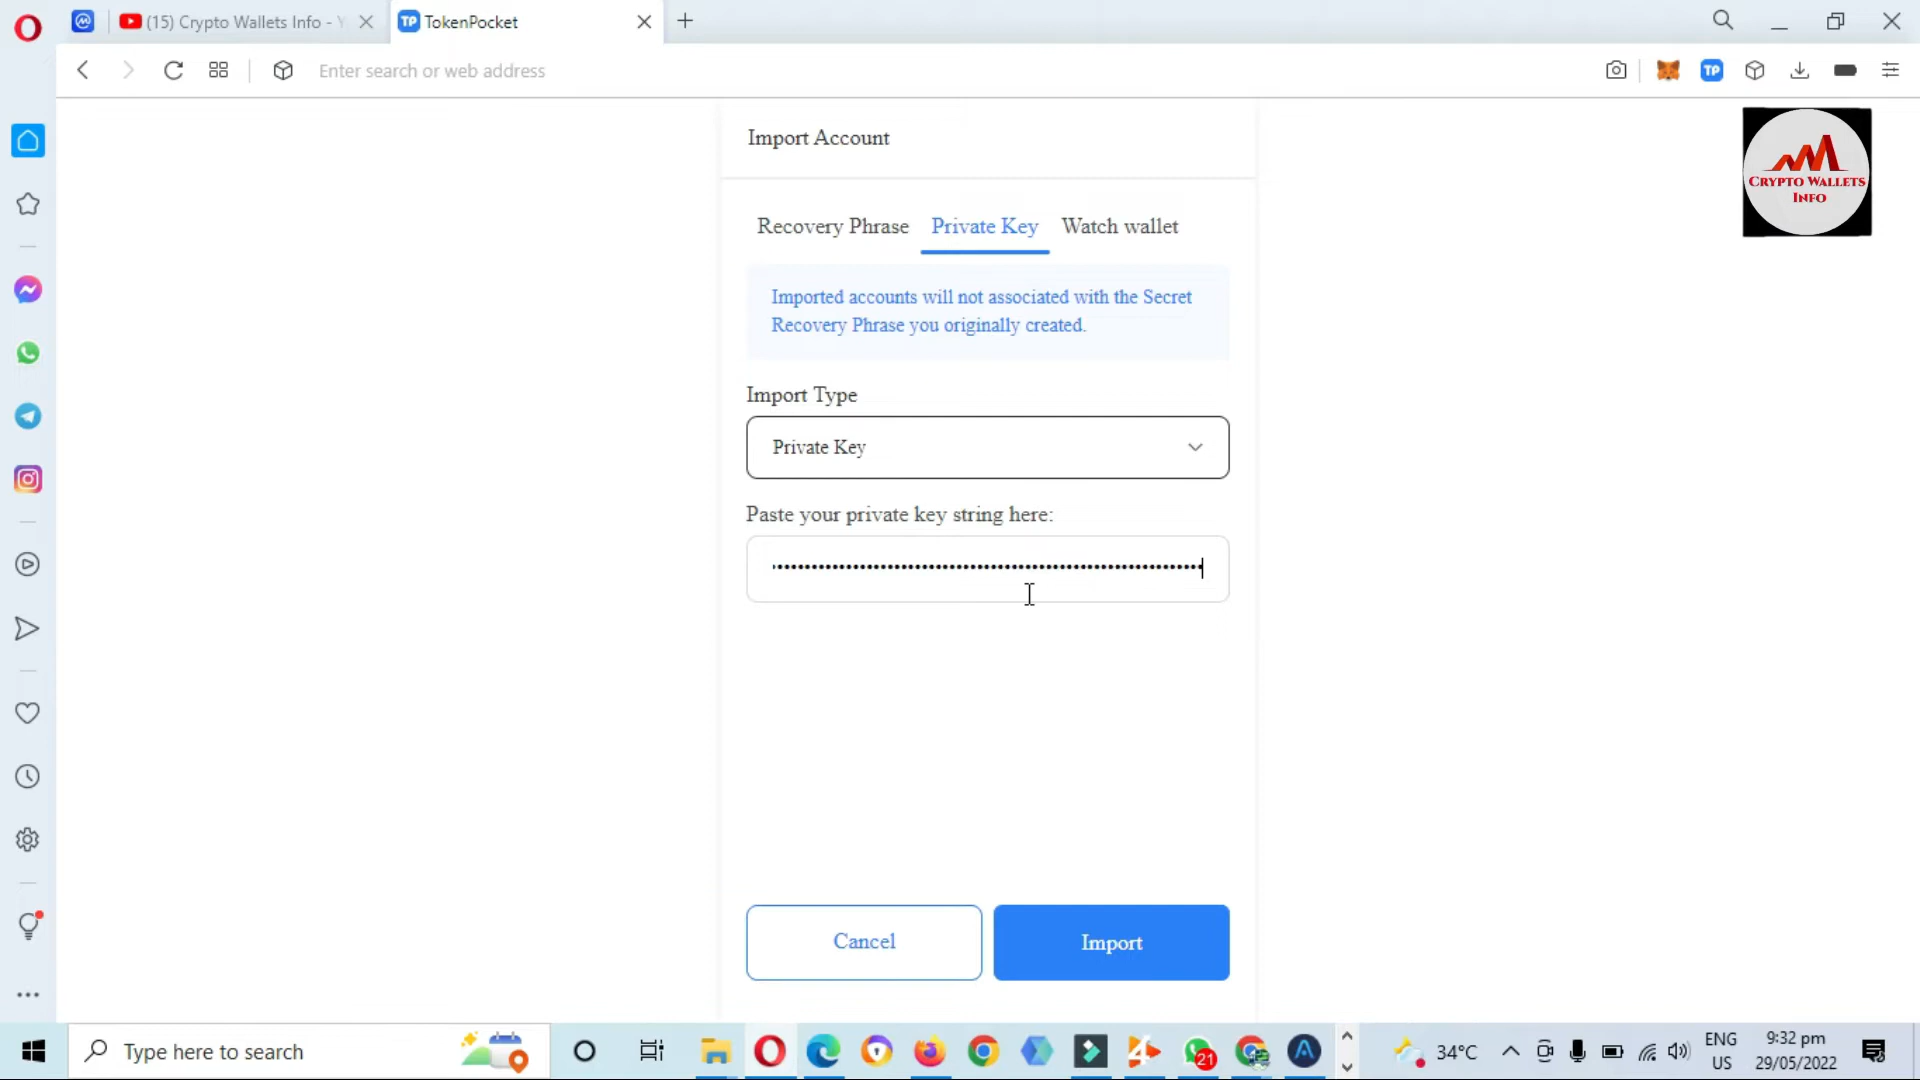 (15) Crypto Wallets Info - Y
TokenPocket
Enter search or web address
TP
Import Account
CRYPTO WALLETS
INFO
Recovery Phrase
Private Key
Watch wallet
Imported accounts will not associated with the Secret
Recovery Phrase you originally created.
Import Type
Private Key
Paste your private key string here:
Cancel
Import
Type here to search
21
34°C
ENG
US
9:32 pm
29/05/2022